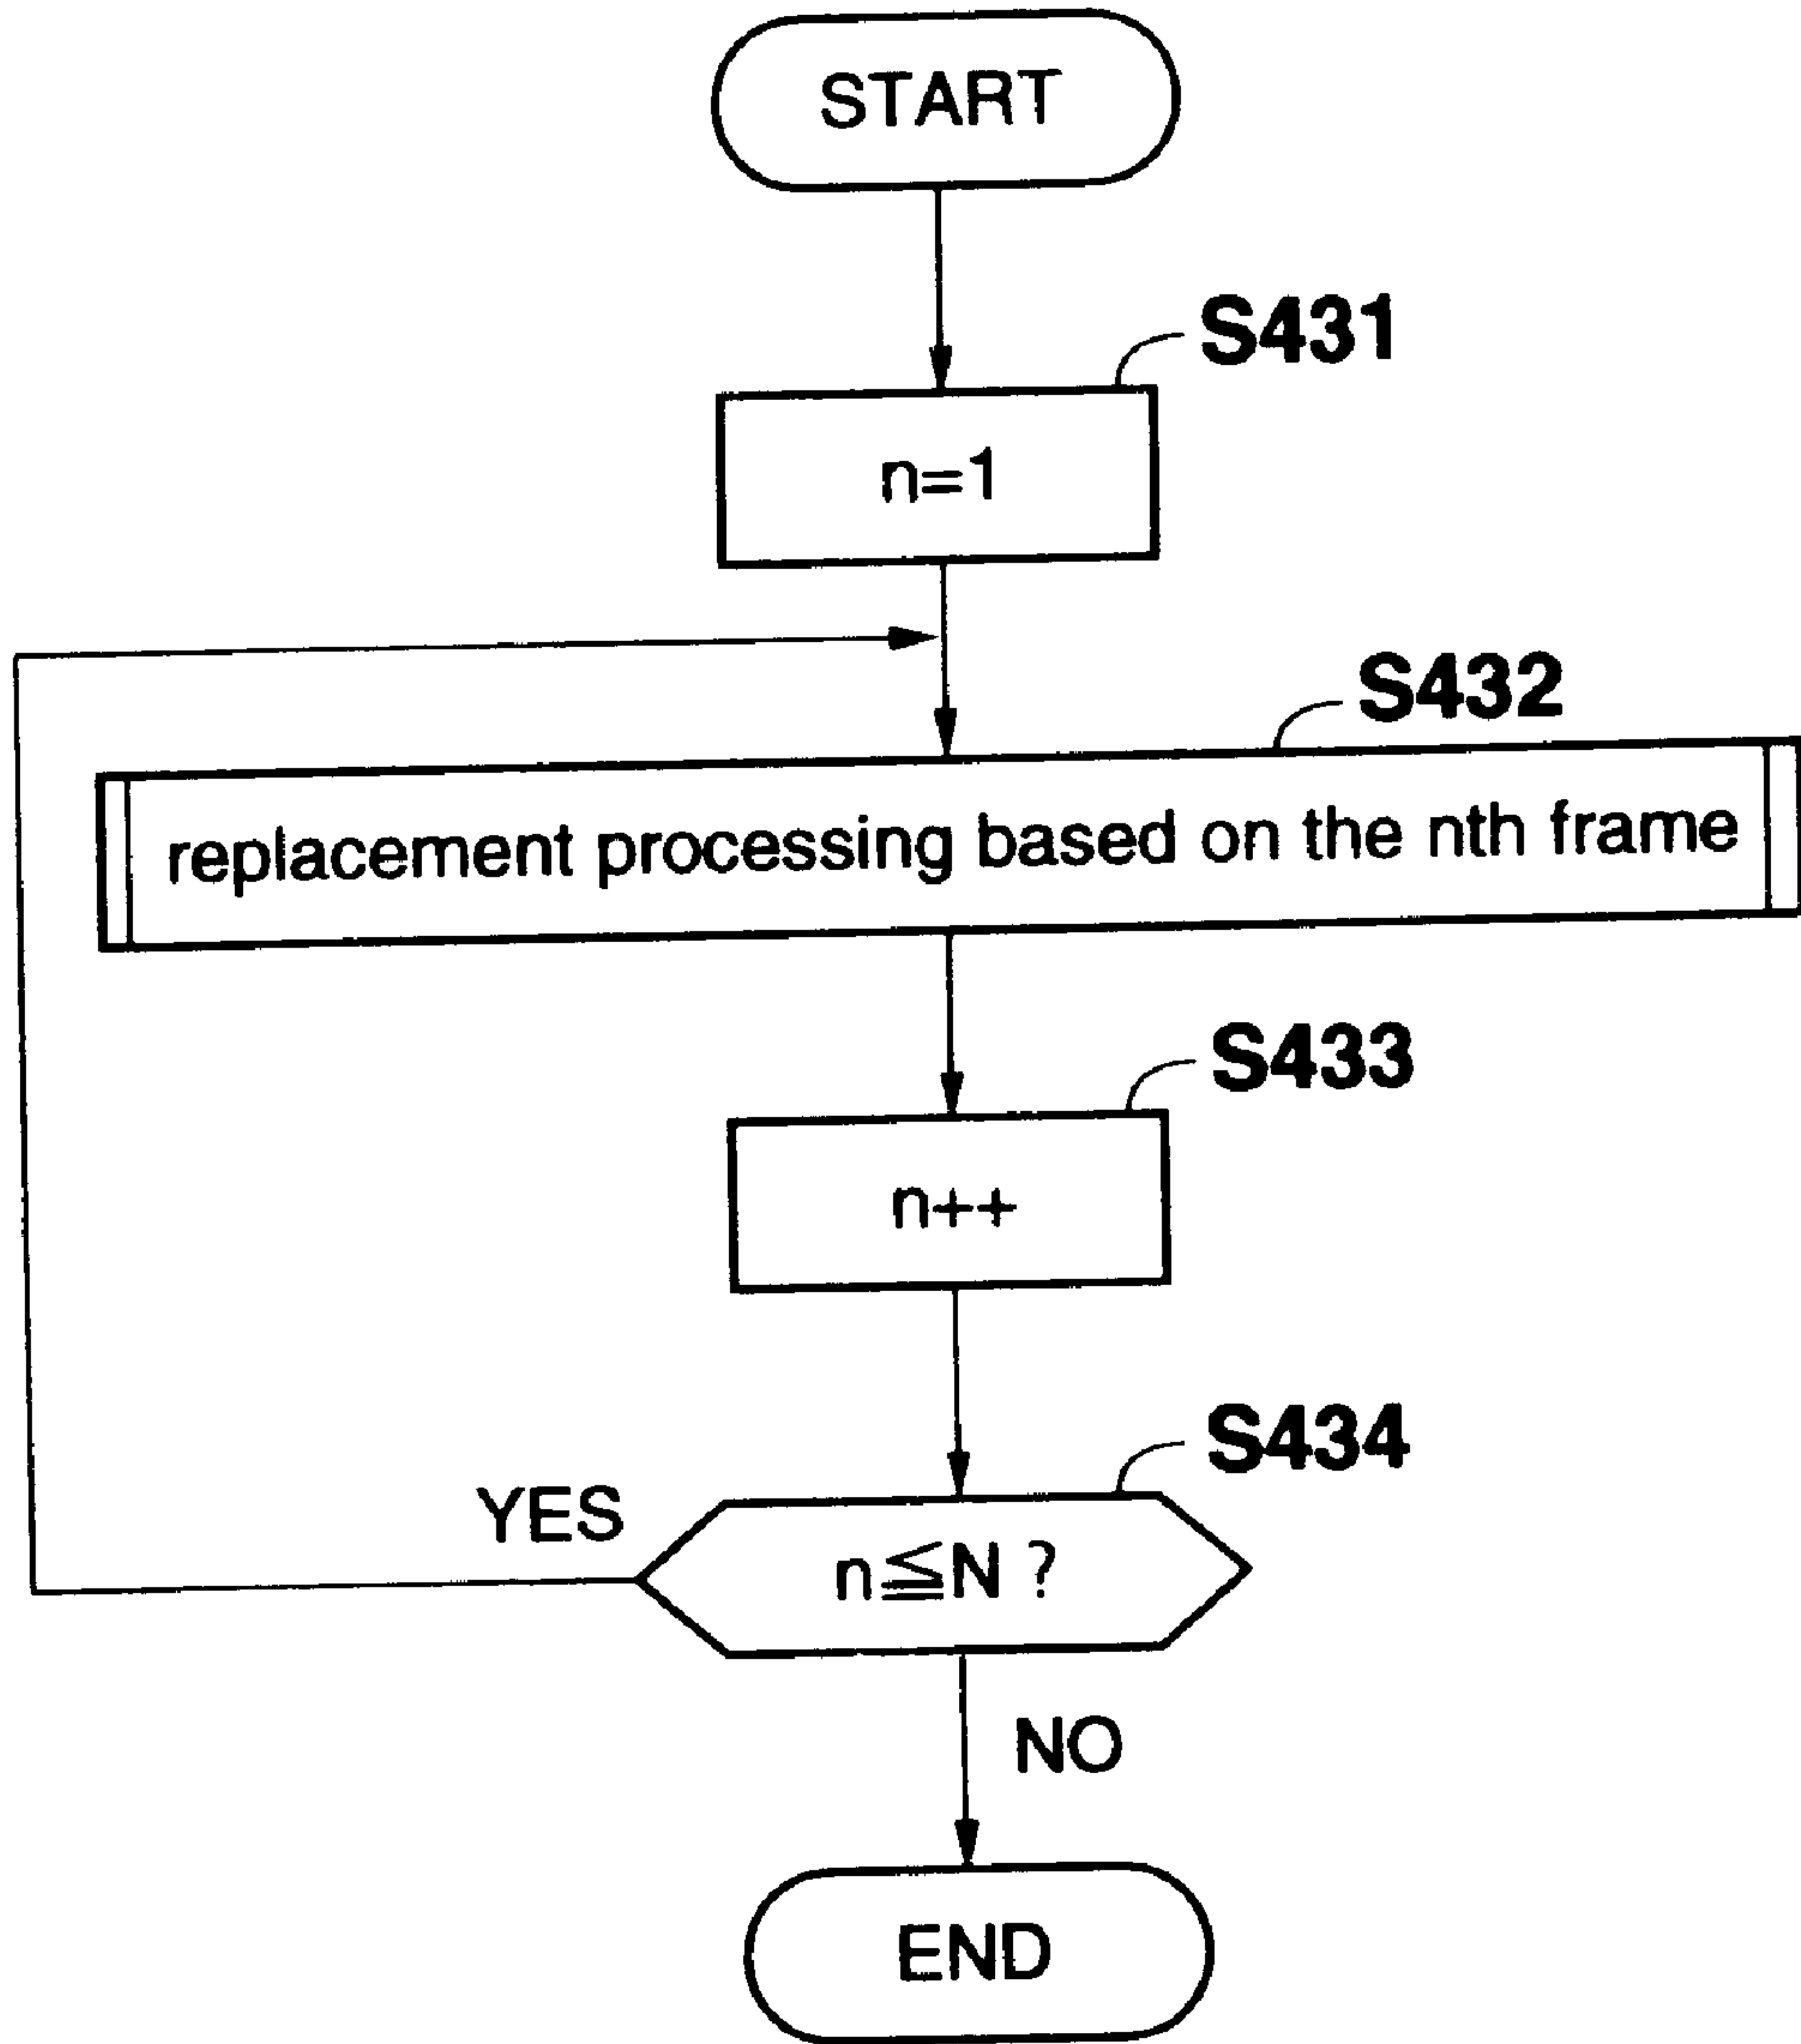 START
S431
n=1
S432
replacement processing based on the nth frame
S433
n++
S434
YES
n≦N ?
NO
END